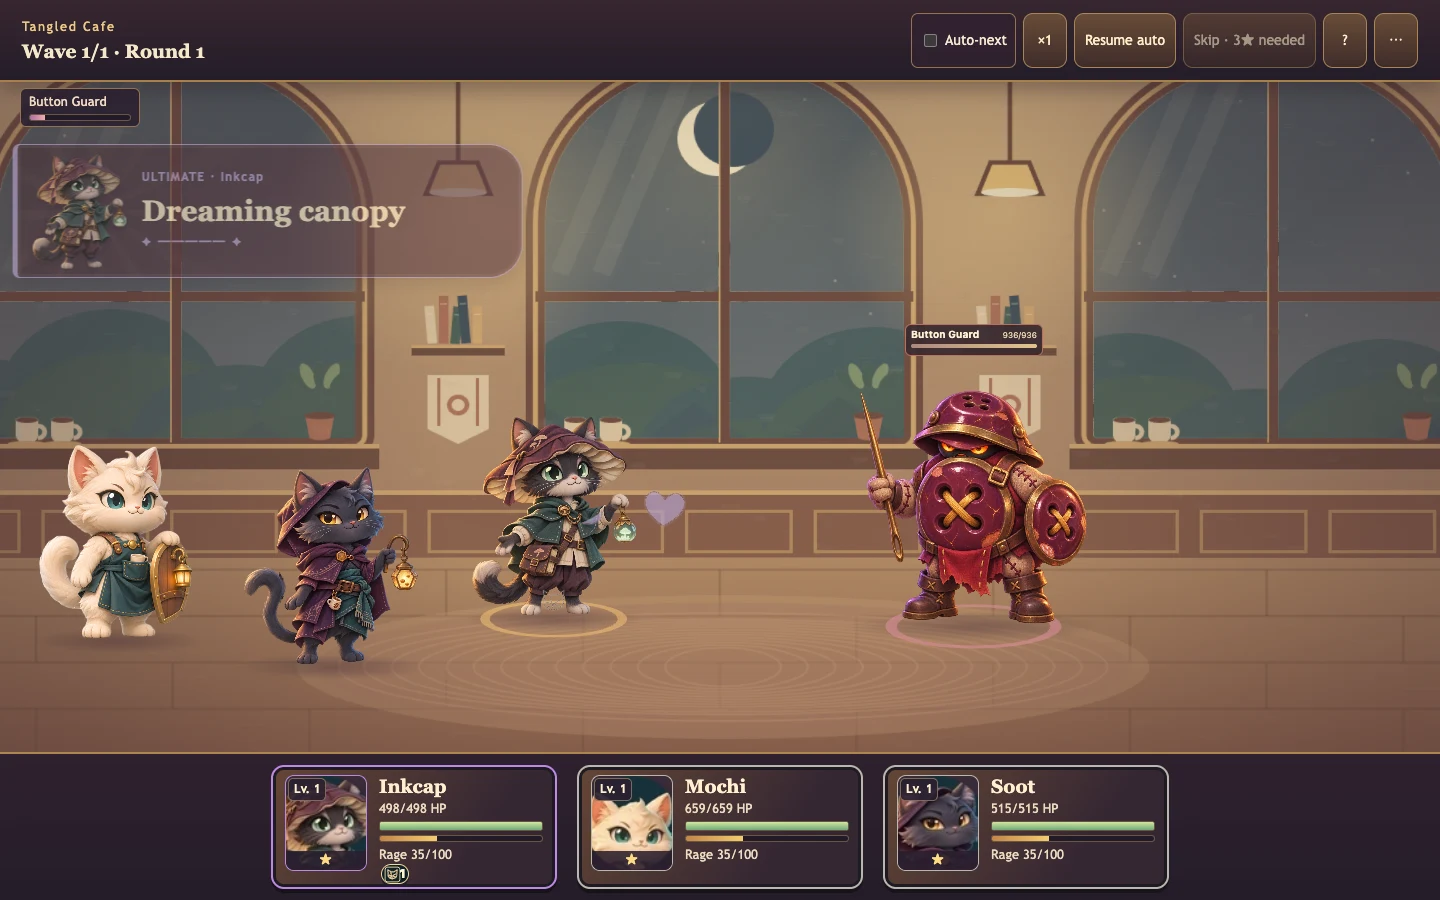 Tangled Cafe
Wave 1/1 · Round 1
Auto-next
×1
Resume auto
Skip · 3★ needed
?
···
Button Guard
ULTIMATE · Inkcap
Dreaming canopy
Button Guard 936/936
Lv. 1
Inkcap
498/498 HP
Rage 35/100
1
Lv. 1
Mochi
659/659 HP
Rage 35/100
Lv. 1
Soot
515/515 HP
Rage 35/100